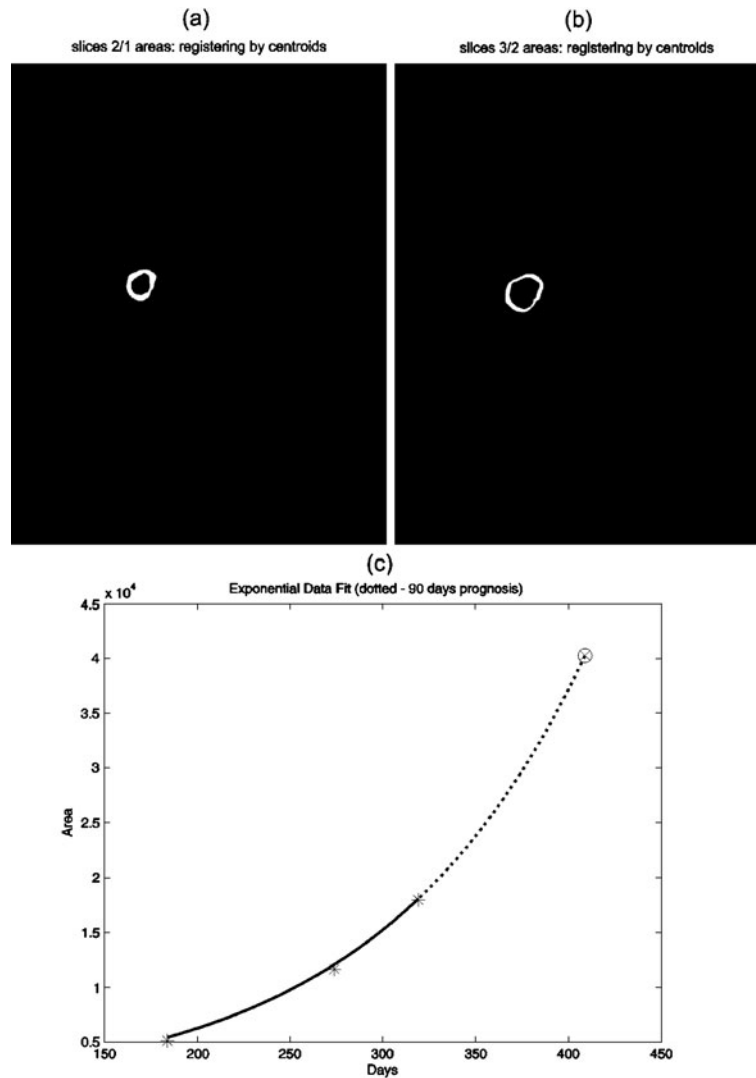 (a)
(b)
slices 2/1 areas: registering by centroids
slices 3/2 areas: registering by centroids
(c)
Exponential Data Fit (dotted - 90 days prognosis)
x 10^4
4.5
4
3.5
3
2.5
2
1.5
1
0.5
Area
150
200
250
300
350
400
450
Days